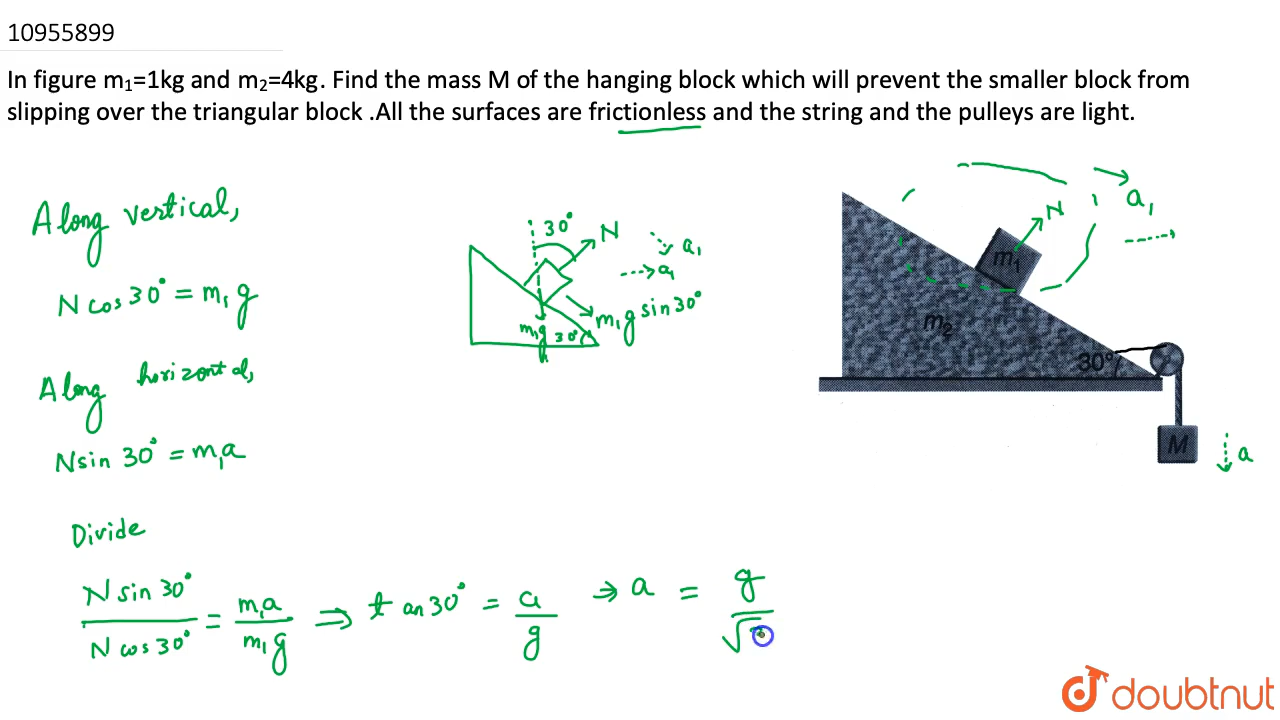 10955899
In figure m₁=1kg and m₂=4kg. Find the mass M of the hanging block which will prevent the smaller block from
slipping over the triangular block .All the surfaces are frictionless and the string and the pulleys are light.
Along vertical,
N cos 30° = m₁ g
Along horizontal,
N sin 30° = m₁a
Divide
N sin 30° / N cos 30° = m₁a / m₁g ⇒ tan 30° = a / g ⇒ a = g / √3
30°
N
a₁
a₁
m₁g sin 30°
m₁g
30°
N
a₁
m₁
m₂
30°
M
a
doubtnut